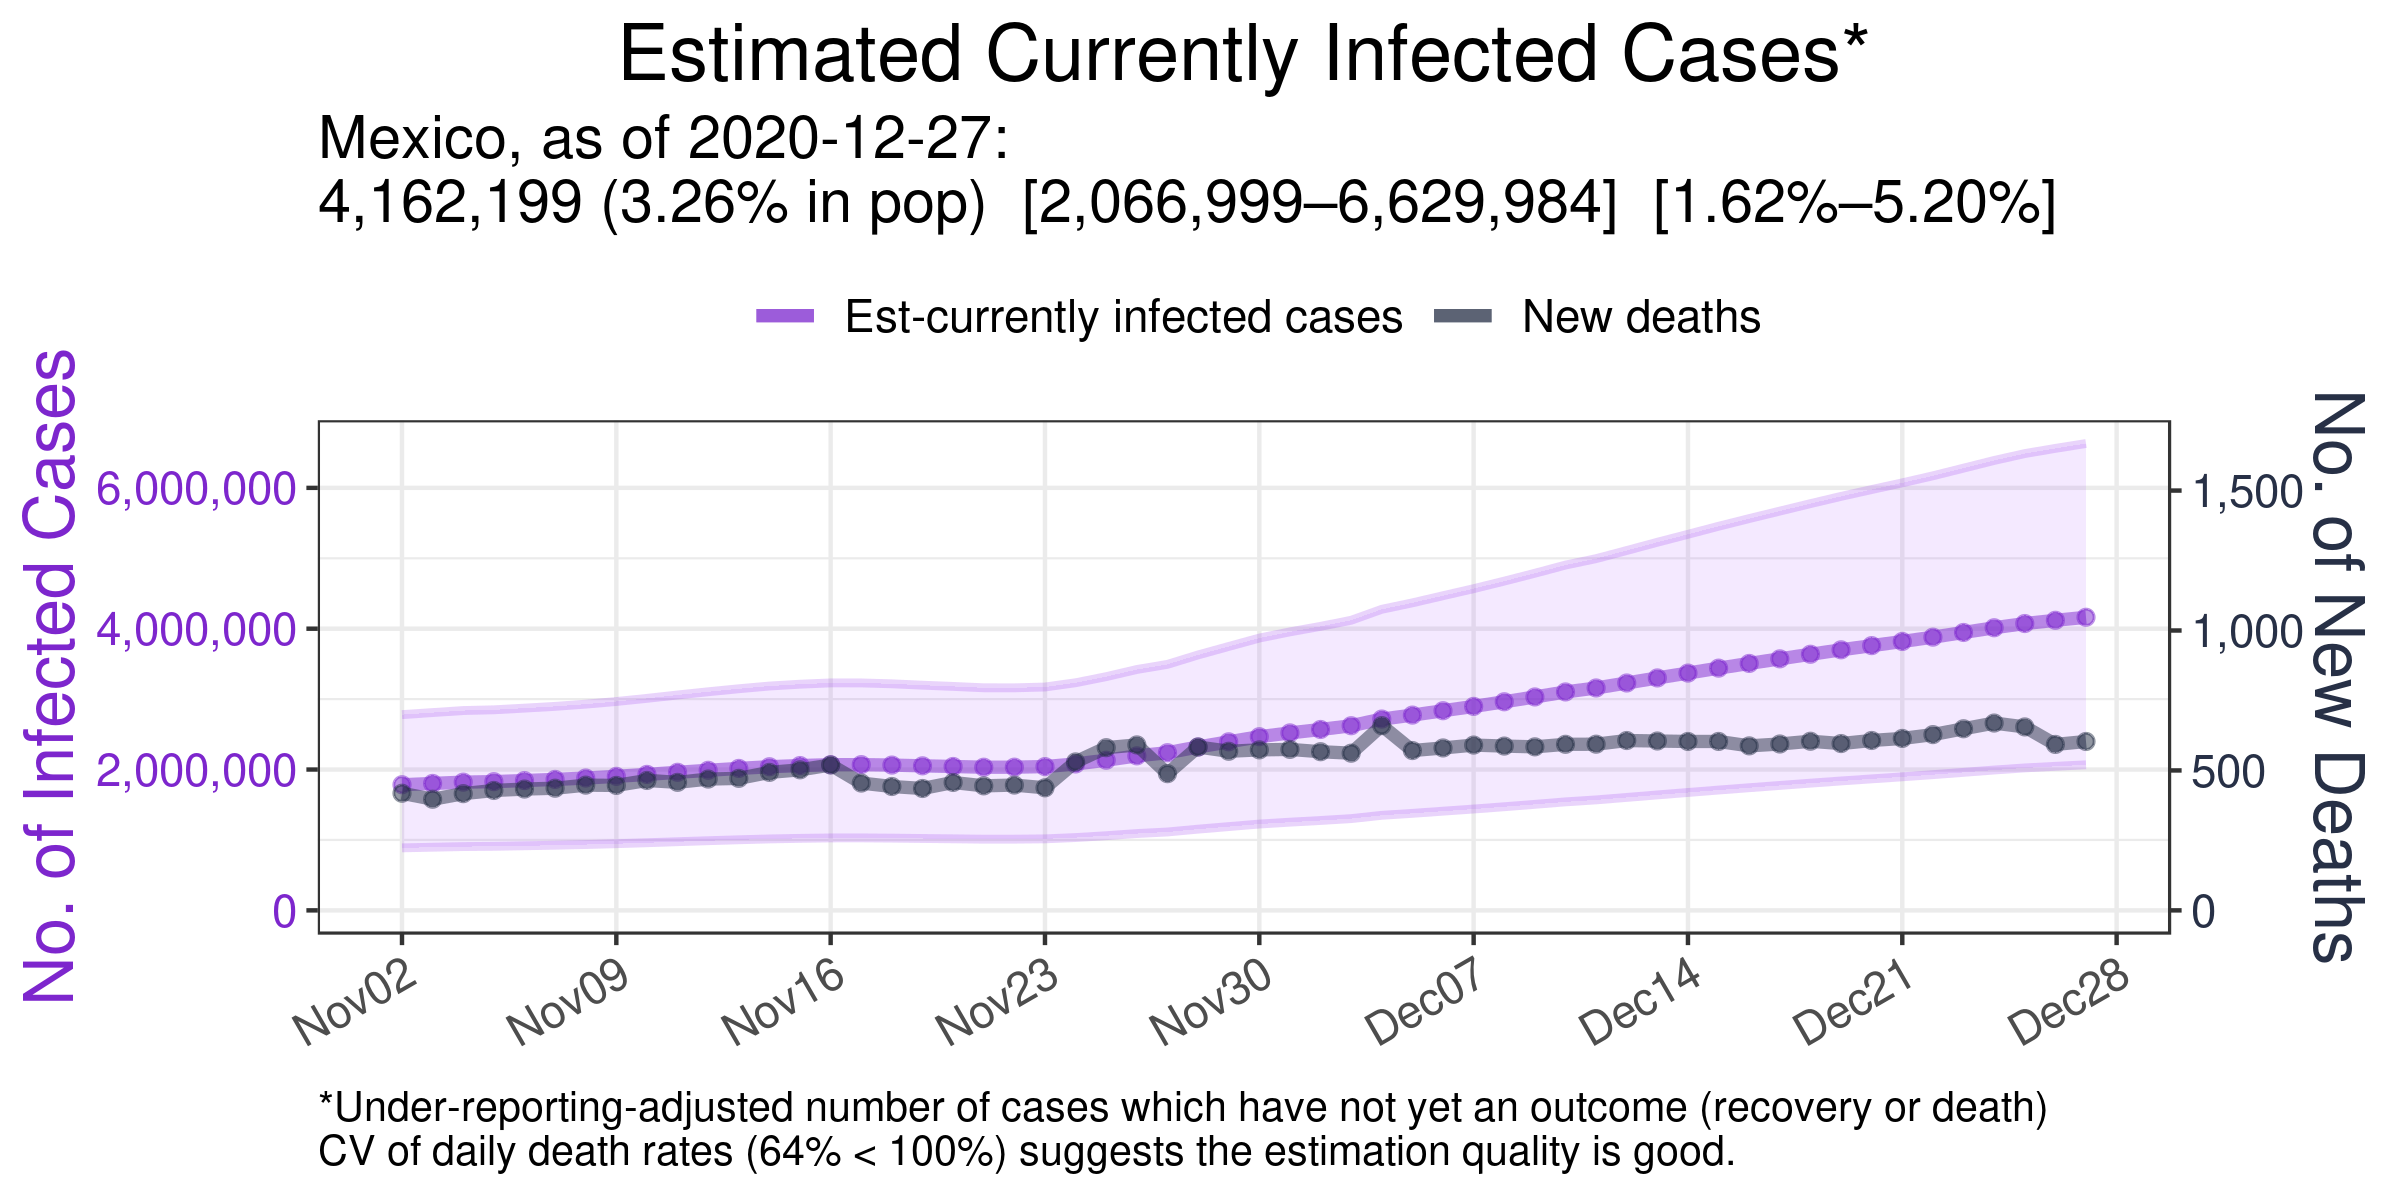 Estimated Currently Infected Cases*
Mexico, as of 2020-12-27:
4,162,199 (3.26% in pop)  [2,066,999–6,629,984]  [1.62%–5.20%]
Est-currently infected cases
New deaths
No. of Infected Cases
6,000,000
4,000,000
2,000,000
0
1,500
1,000
500
0
No. of New Deaths
Nov02
Nov09
Nov16
Nov23
Nov30
Dec07
Dec14
Dec21
Dec28
*Under-reporting-adjusted number of cases which have not yet an outcome (recovery or death)
CV of daily death rates (64% < 100%) suggests the estimation quality is good.